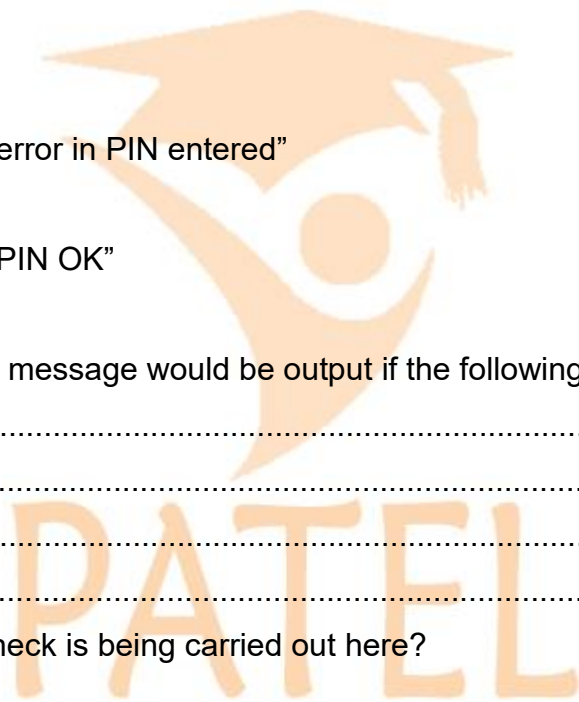 error in PIN entered”
PIN OK”
message would be output if the following
....................................................................
....................................................................
....................................................................
....................................................................
heck is being carried out here?
PATEL